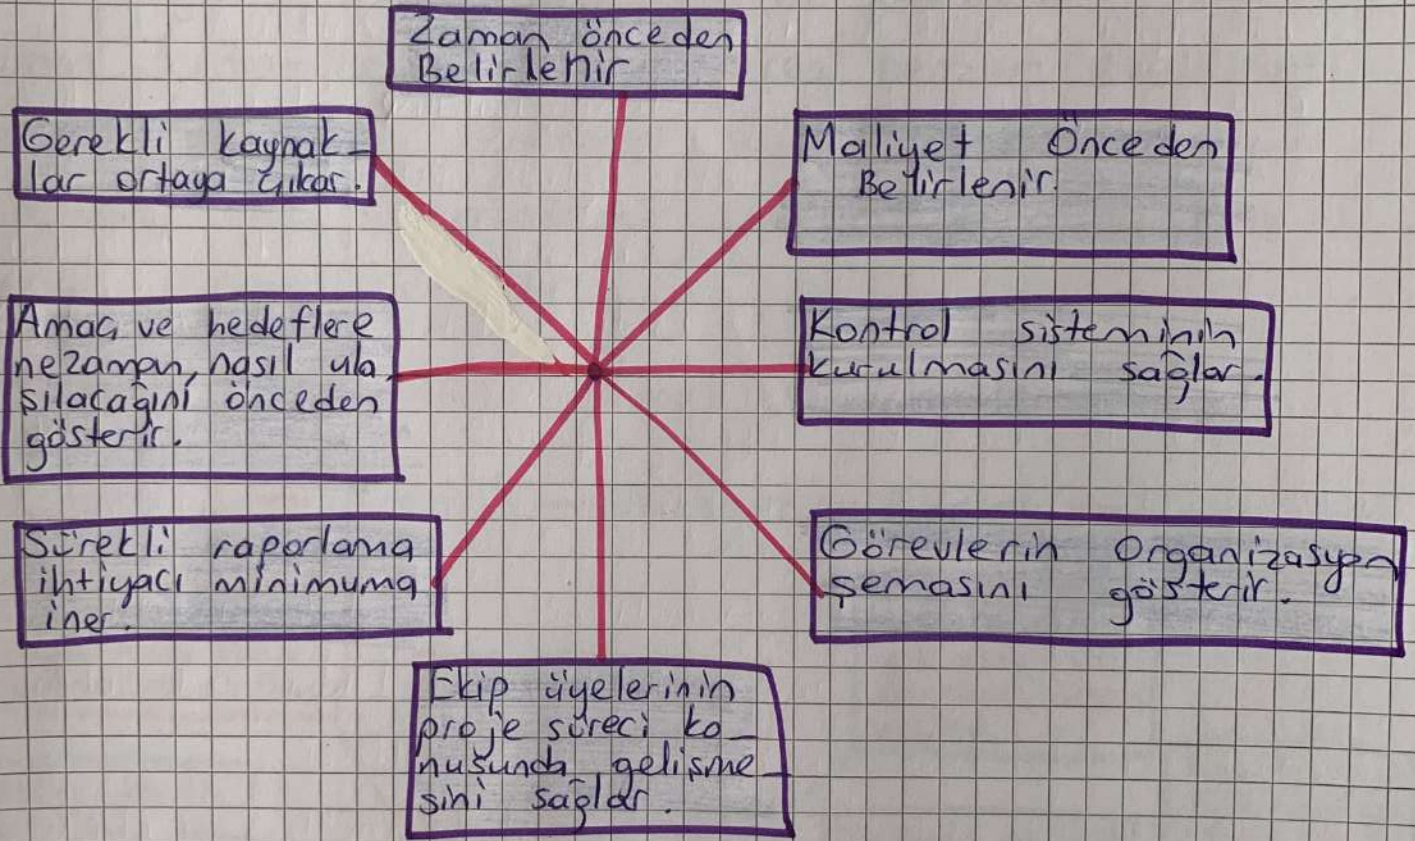 Zaman önceden
Belirlenir
Gerekli kaynak-
lar ortaya çıkar.
Maliyet Önceden
Belirlenir.
Amaç ve hedeflere
nezaman, nasıl ula
şılacağını önceden
gösterir.
Kontrol sisteminin
kurulmasını sağlar.
Sürekli raporlama
ihtiyacı minimuma
iner.
Görevlerin Organizasyon
şemasını gösterir.
Ekip üyelerinin
proje süreci ko-
nusunda gelişme-
sini sağlar.